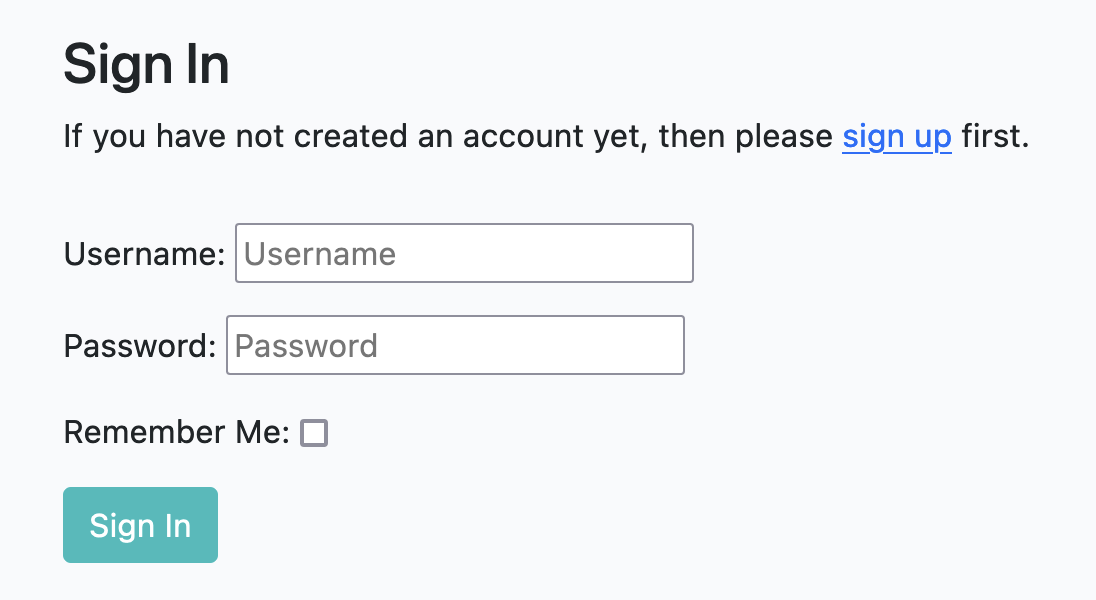 Sign In
If you have not created an account yet, then please sign up first.
Username: Username
Password: Password
Remember Me:
Sign In